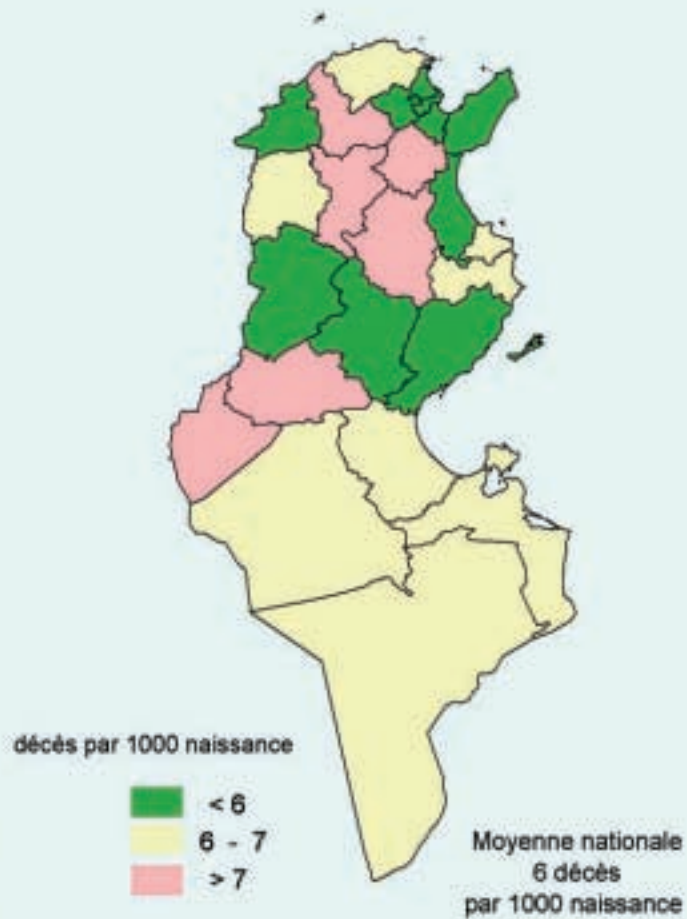 décès par 1000 naissance
< 6
6 - 7
> 7
Moyenne nationale
6 décès
par 1000 naissance